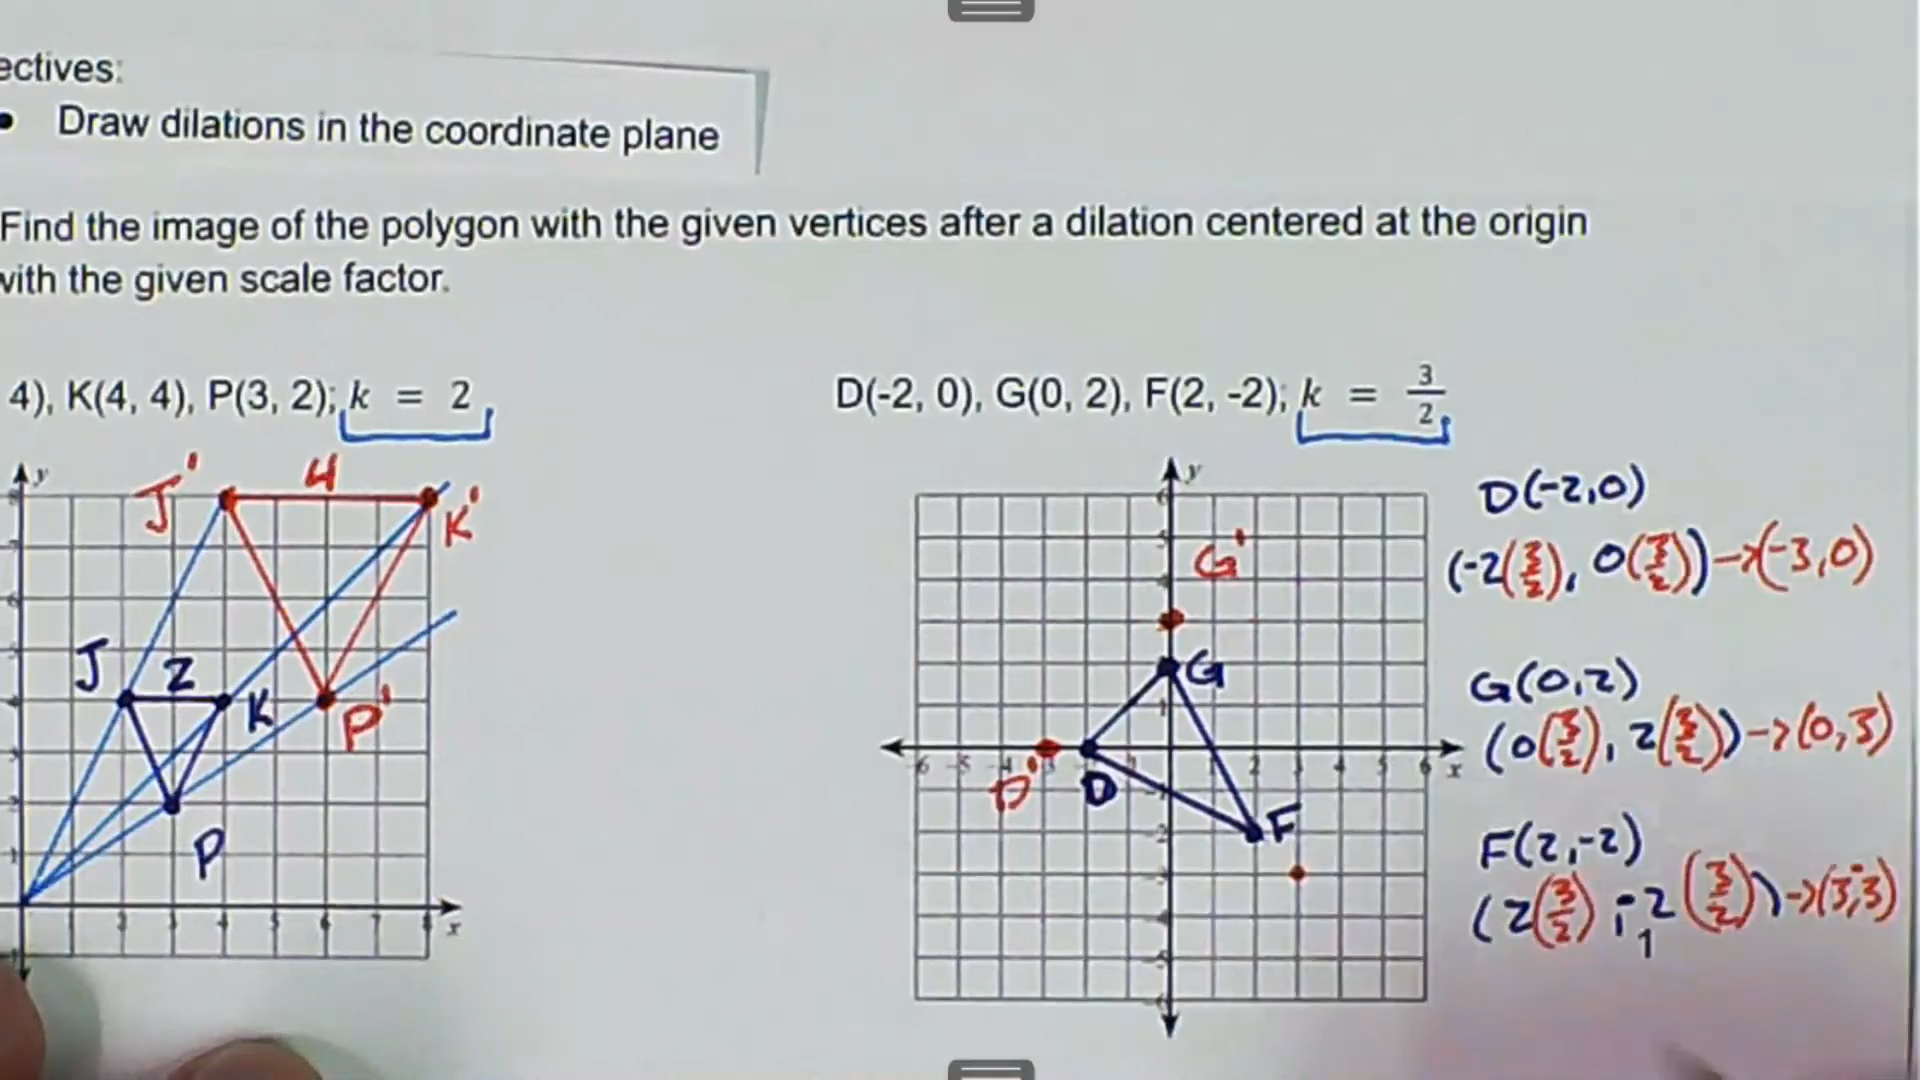 ectives:
• Draw dilations in the coordinate plane
Find the image of the polygon with the given vertices after a dilation centered at the origin
with the given scale factor.
4), K(4, 4), P(3, 2); k = 2
D(-2, 0), G(0, 2), F(2, -2); k = 3/2
J' 4 K'
J 2 K P'
P
y
x
G'
G
D' D F
y
x
D(-2,0)
(-2(3/2), 0(3/2))->(-3,0)
G(0,2)
(0(3/2), 2(3/2))->(0,3)
F(2,-2)
(2(3/2), -2(3/2))->(3,-3)